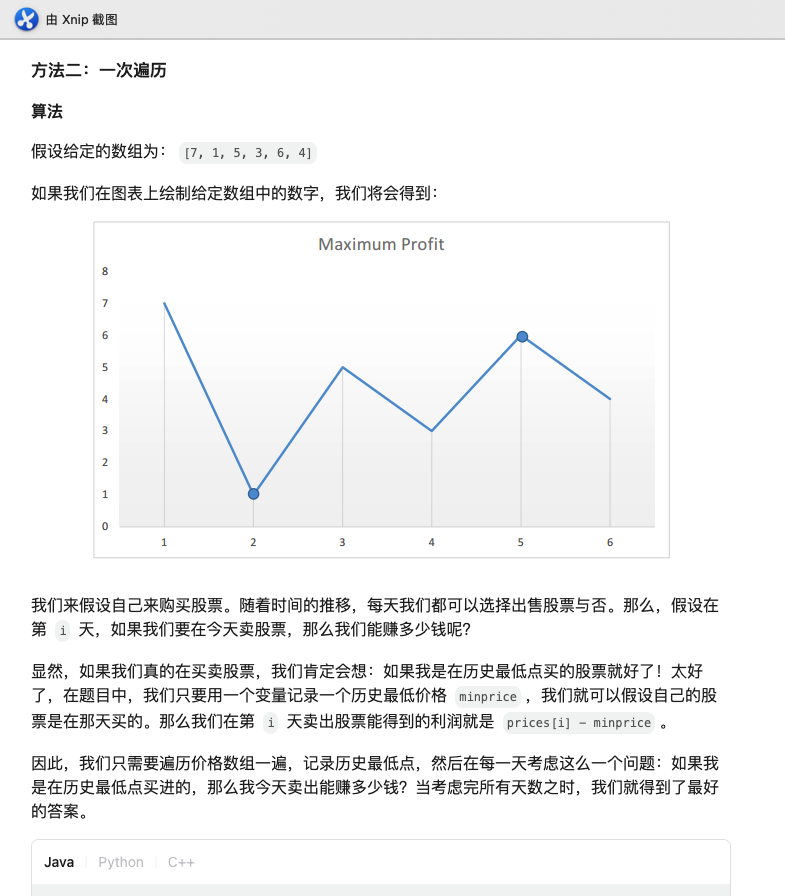 由 Xnip 截图
方法二：一次遍历
算法
假设给定的数组为： [7, 1, 5, 3, 6, 4]
如果我们在图表上绘制给定数组中的数字，我们将会得到：
Maximum Profit
8
7
6
5
4
3
2
1
0
1 2 3 4 5 6
我们来假设自己来购买股票。随着时间的推移，每天我们都可以选择出售股票与否。那么，假设在
第 i 天，如果我们要在今天卖股票，那么我们能赚多少钱呢？
显然，如果我们真的在买卖股票，我们肯定会想：如果我是在历史最低点买的股票就好了！太好
了，在题目中，我们只要用一个变量记录一个历史最低价格 minprice ，我们就可以假设自己的股
票是在那天买的。那么我们在第 i 天卖出股票能得到的利润就是 prices[i] - minprice 。
因此，我们只需要遍历价格数组一遍，记录历史最低点，然后在每一天考虑这么一个问题：如果我
是在历史最低点买进的，那么我今天卖出能赚多少钱？当考虑完所有天数之时，我们就得到了最好
的答案。
Java Python C++